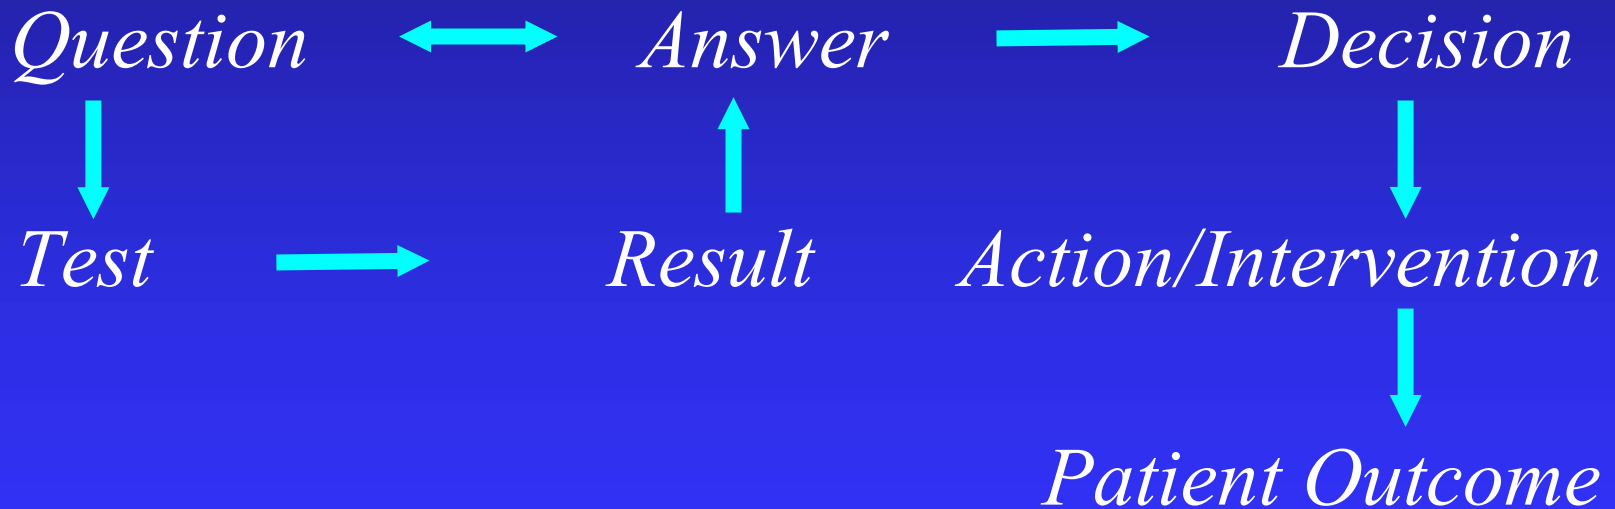 Question Answer Decision
Test Result Action/Intervention
Patient Outcome